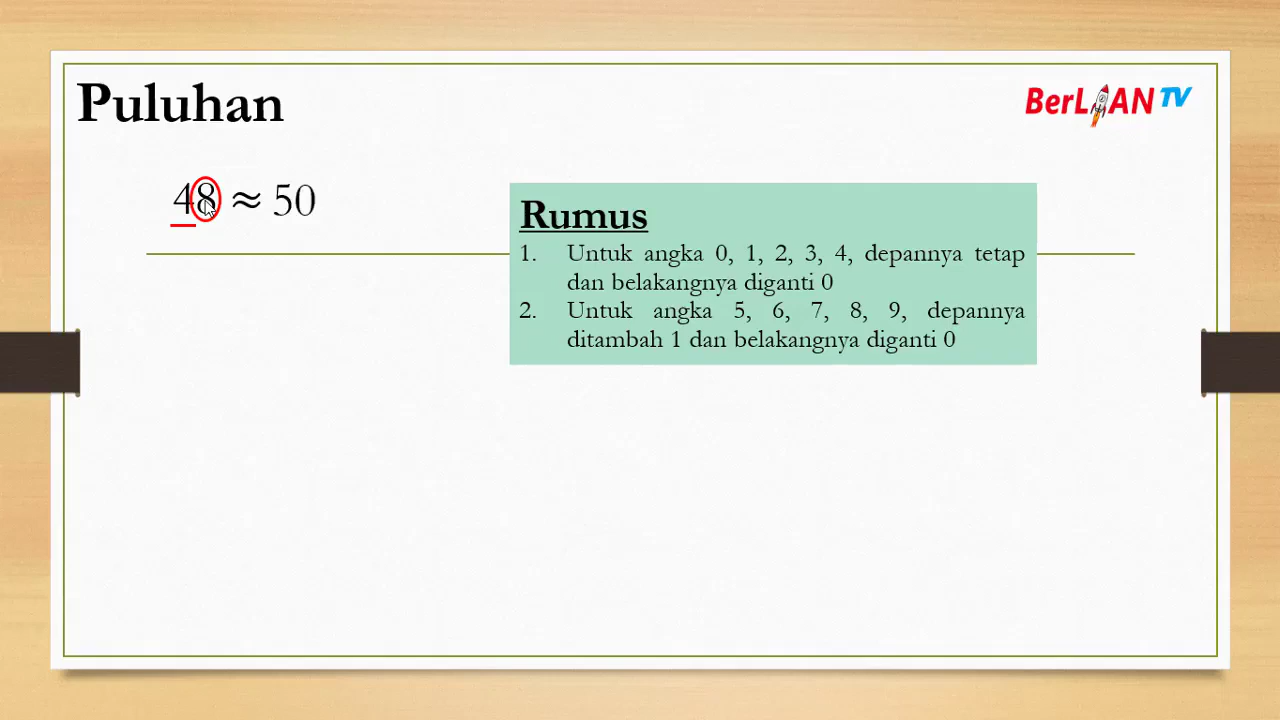 Puluhan
BerLIAN TV
48 ≈ 50
Rumus
1. Untuk angka 0, 1, 2, 3, 4, depannya tetap
dan belakangnya diganti 0
2. Untuk angka 5, 6, 7, 8, 9, depannya
ditambah 1 dan belakangnya diganti 0